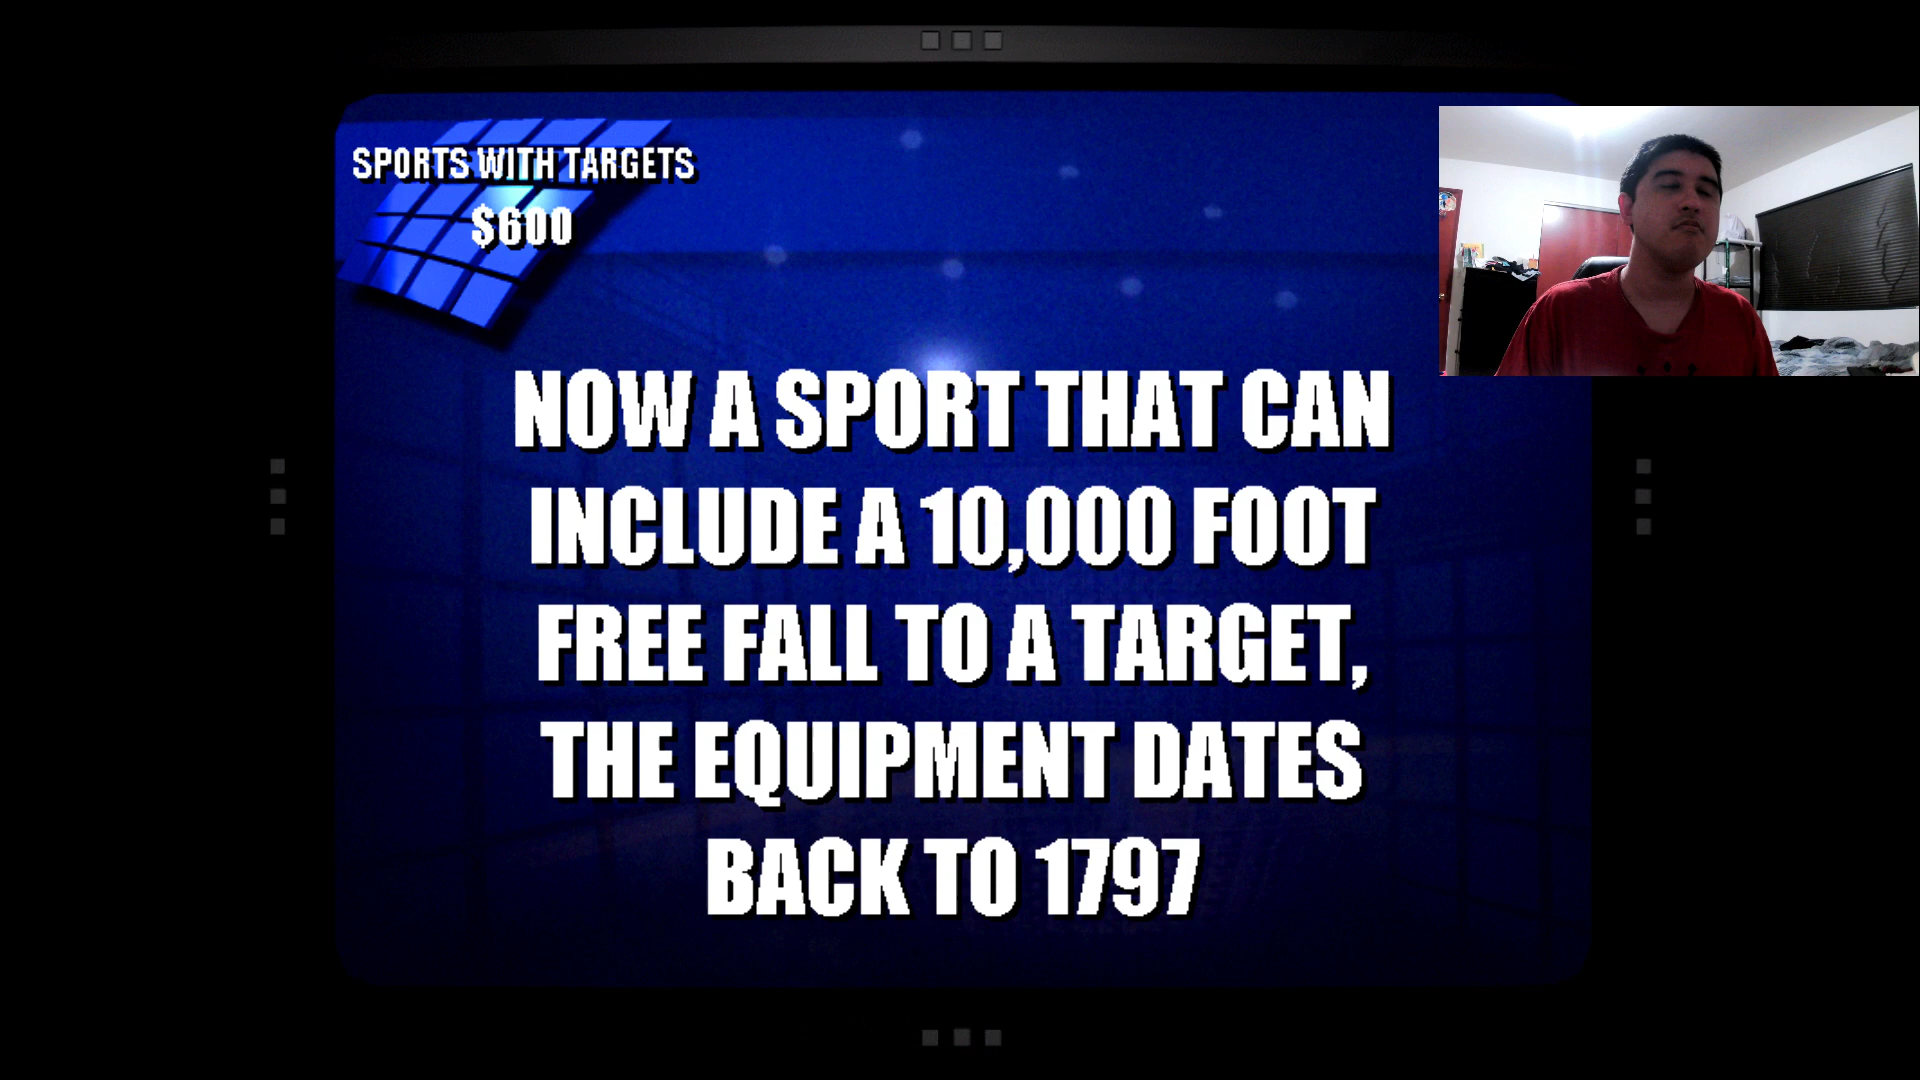 SPORTS WITH TARGETS
$600
NOW A SPORT THAT CAN
INCLUDE A 10,000 FOOT
FREE FALL TO A TARGET,
THE EQUIPMENT DATES
BACK TO 1797